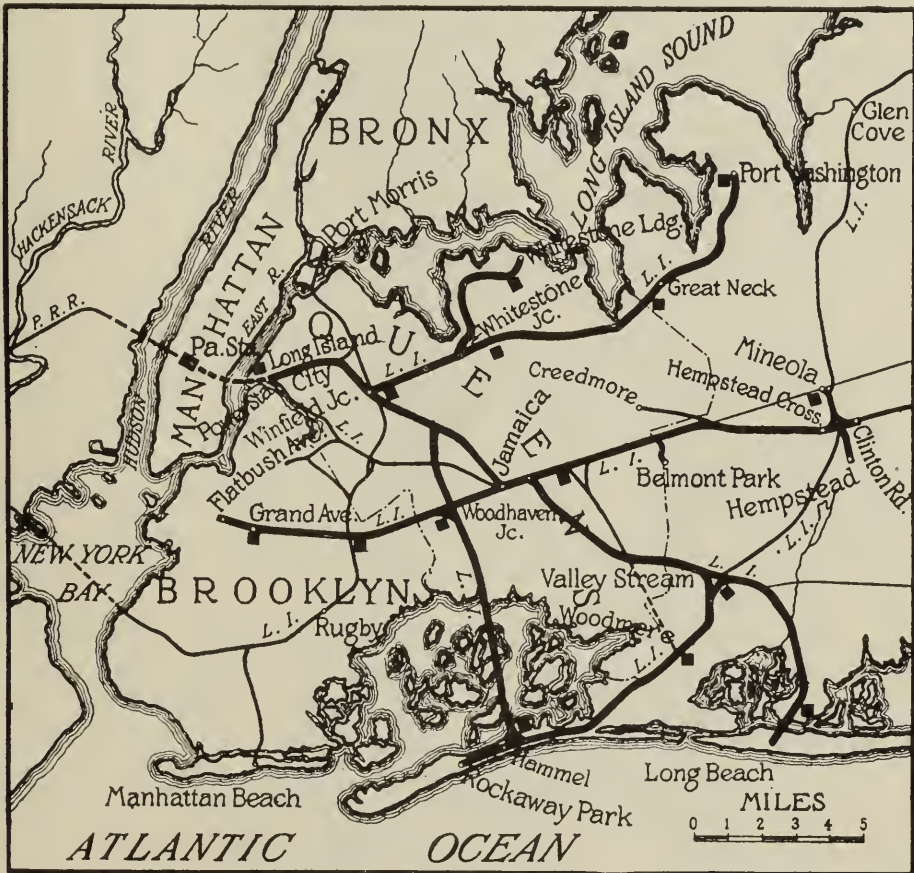 LONG ISLAND SOUND
Glen
Cove
BRONX
HACKENSACK
RIVER
HUDSON
RIVER
MANHATTAN
Port Morris
Port Washington
L. I.
Whitestone Ldg.
EAST R.
L. I.
Great Neck
P. R. R.
Whitestone
Jc.
QUEENS
Pa. Sta.
Long Island
City
L. I.
Mineola
Creedmore
Hempstead Cross.
Winfield Jc.
L. I.
Jamaica
Flatbush Ave.
L. I.
Belmont Park
Clinton Rd.
Hempstead
Grand Ave.
L. I.
Woodhaven
Jc.
L. I.
NEW YORK
BAY
BROOKLYN
L. I.
Valley Stream
L. I.
Woodmere
L. I.
L. I.
Rugby
Hammel
Rockaway Park
Long Beach
Manhattan Beach
MILES
0 1 2 3 4 5
ATLANTIC OCEAN